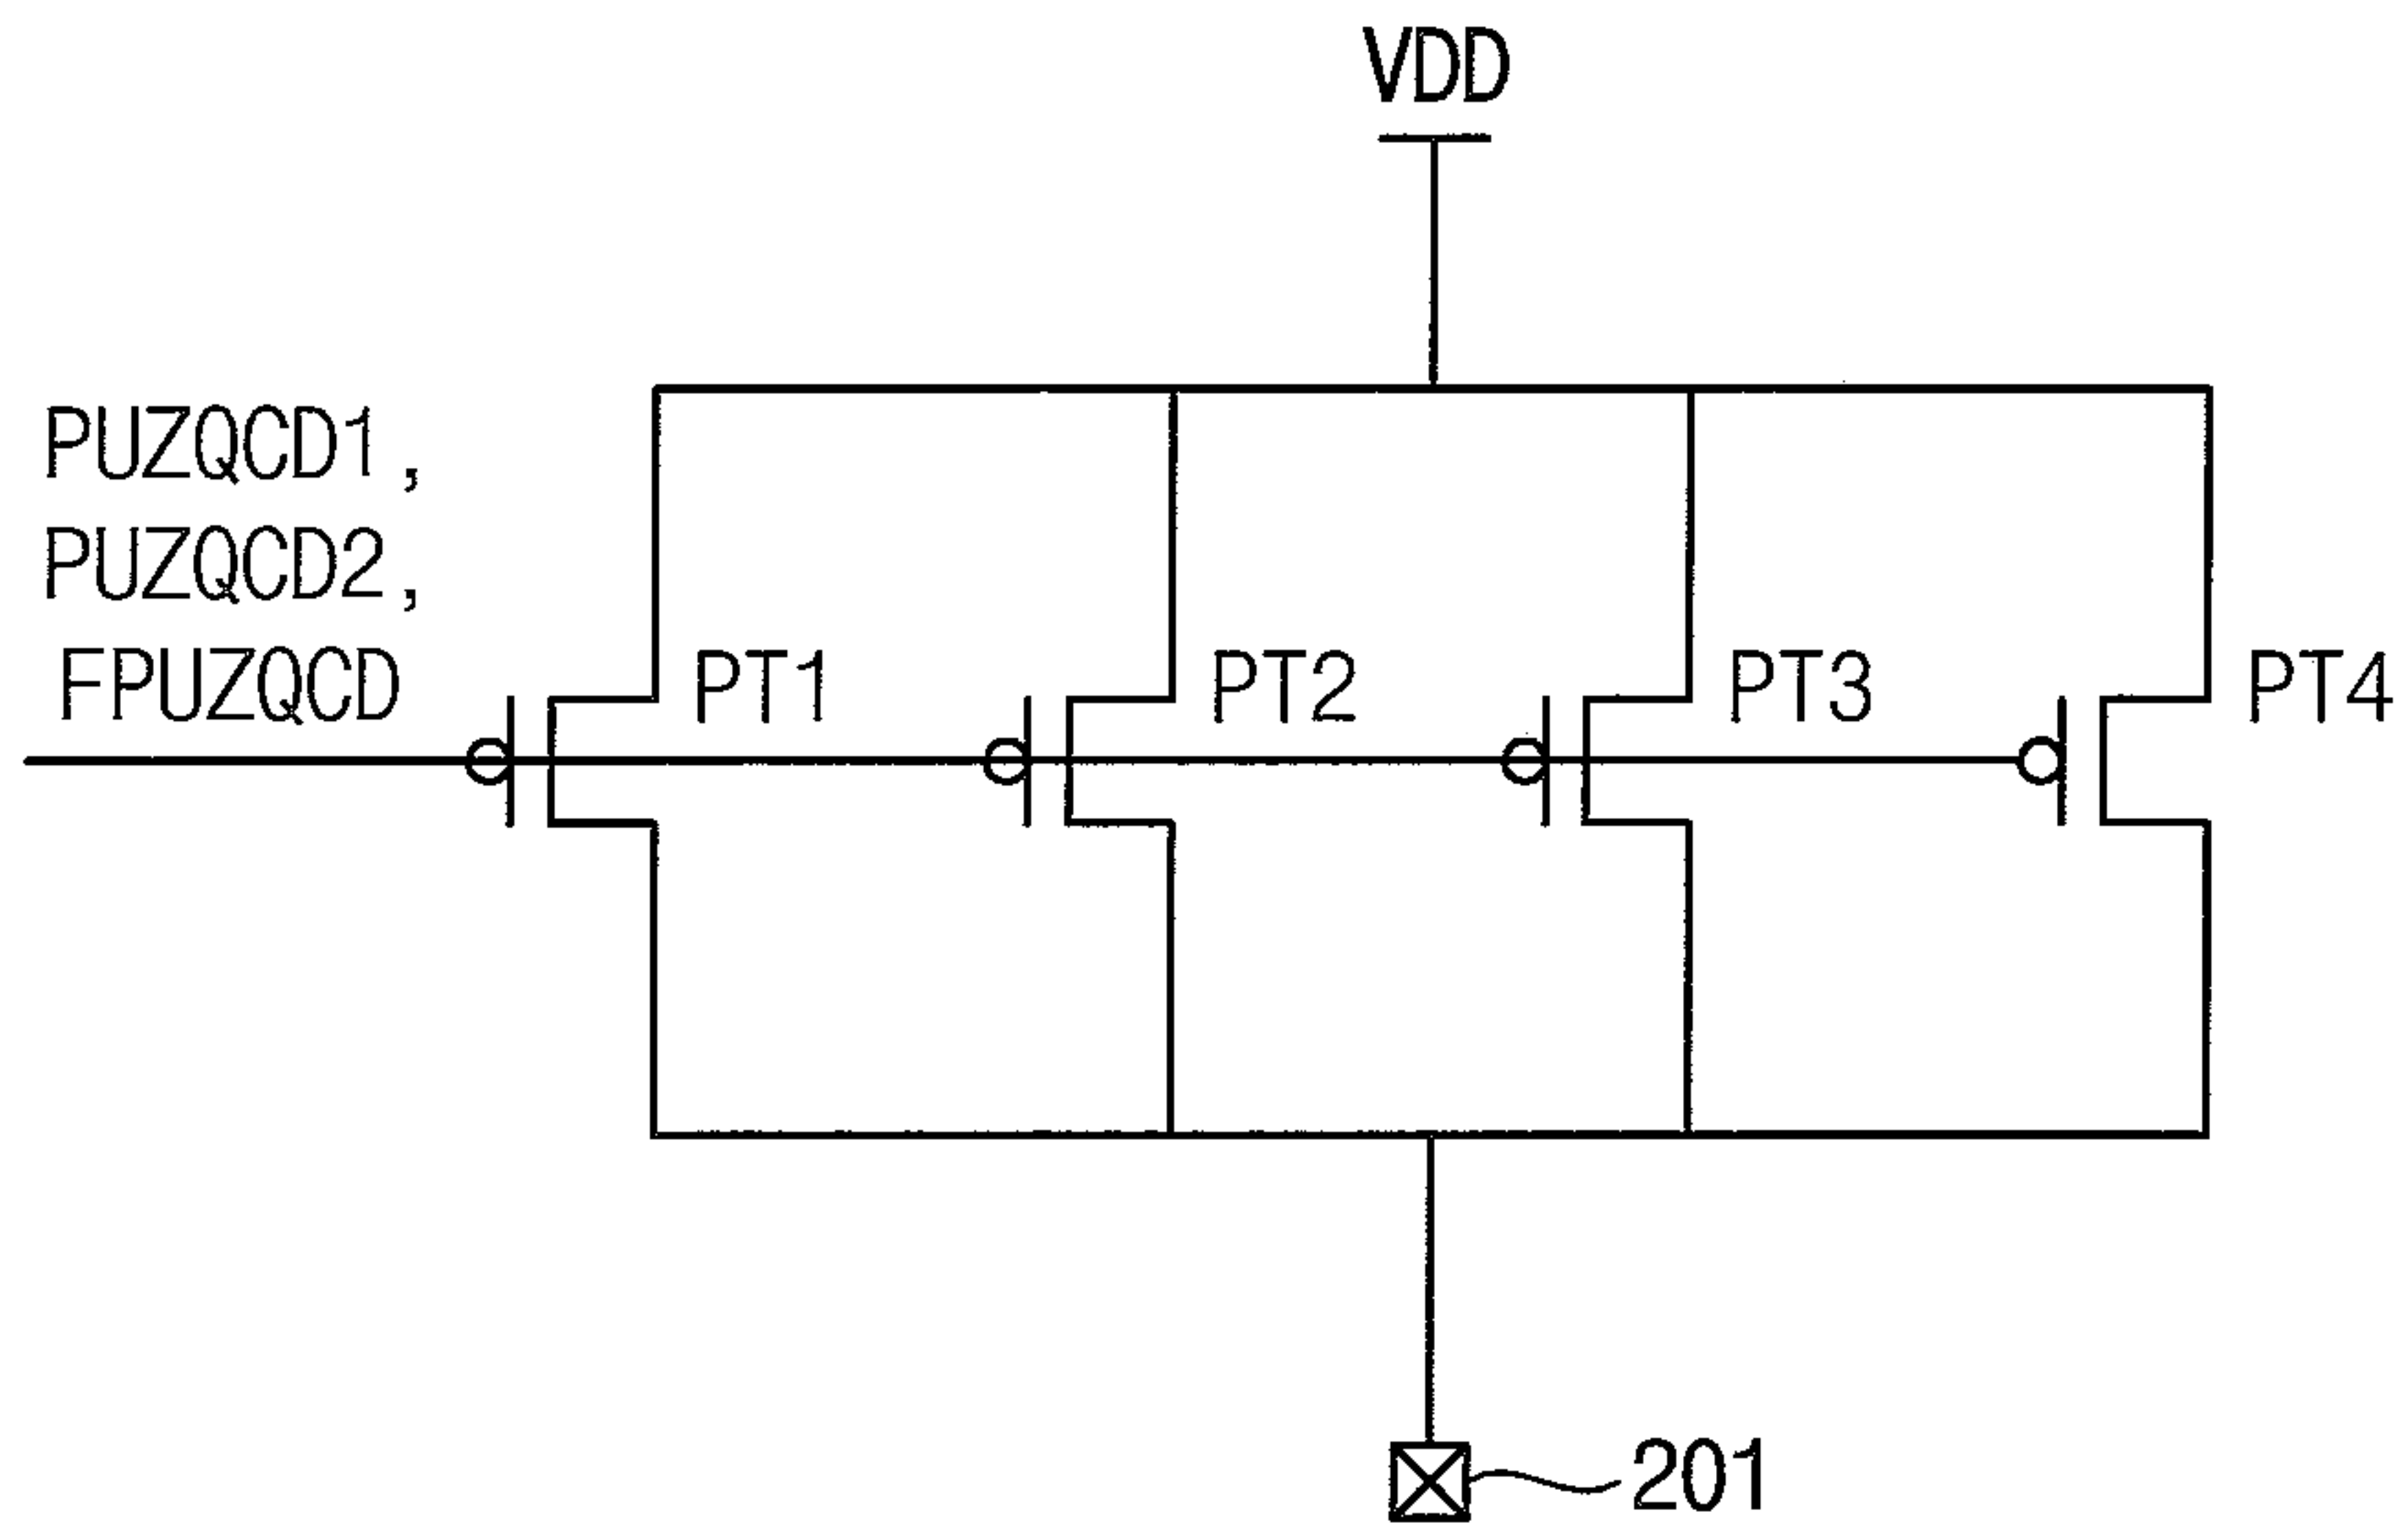 VDD
PUZQCD1,
PUZQCD2,
FPUZQCD
PT1
PT2
PT3
PT4
201